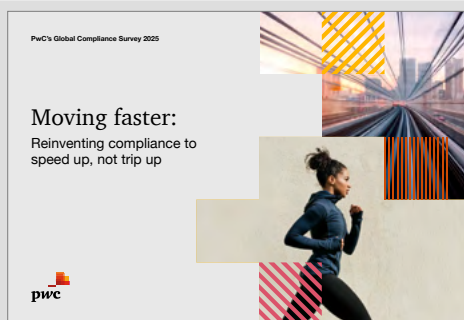 PwC's Global Compliance Survey 2025
Moving faster:
Reinventing compliance to
speed up, not trip up
pwc